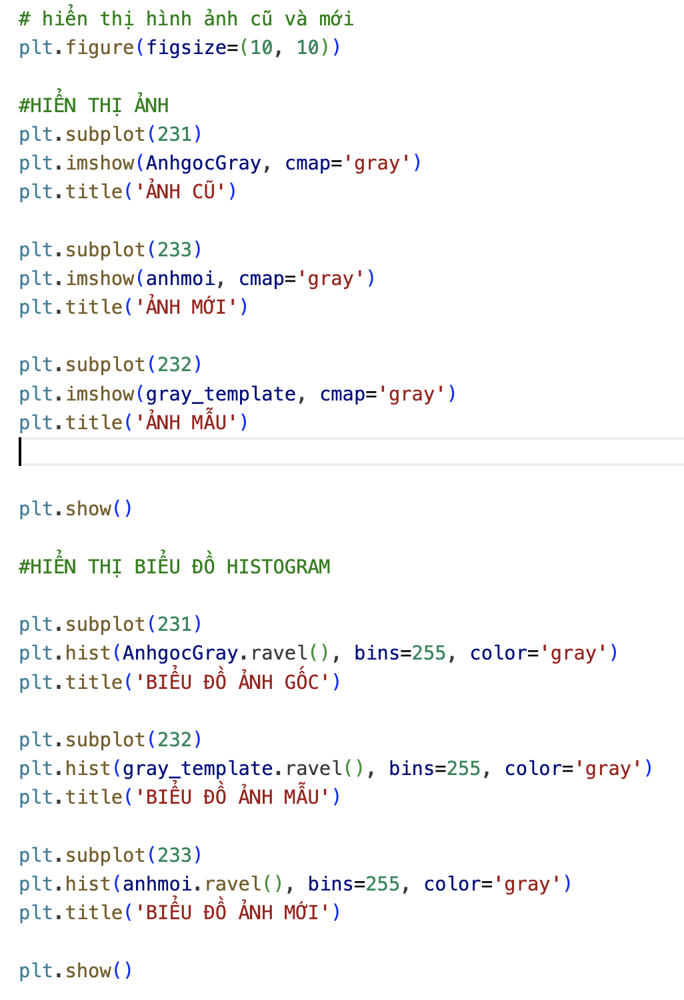 # hiển thị hình ảnh cũ và mới
plt.figure(figsize=(10, 10))
#HIỂN THỊ ẢNH
plt.subplot(231)
plt.imshow(AnhgocGray, cmap='gray')
plt.title('ẢNH CŨ')
plt.subplot(233)
plt.imshow(anhmoi, cmap='gray')
plt.title('ẢNH MỚI')
plt.subplot(232)
plt.imshow(gray_template, cmap='gray')
plt.title('ẢNH MẪU')
plt.show()
#HIỂN THỊ BIỂU ĐỒ HISTOGRAM
plt.subplot(231)
plt.hist(AnhgocGray.ravel(), bins=255, color='gray')
plt.title('BIỂU ĐỒ ẢNH GỐC')
plt.subplot(232)
plt.hist(gray_template.ravel(), bins=255, color='gray')
plt.title('BIỂU ĐỒ ẢNH MẪU')
plt.subplot(233)
plt.hist(anhmoi.ravel(), bins=255, color='gray')
plt.title('BIỂU ĐỒ ẢNH MỚI')
plt.show()